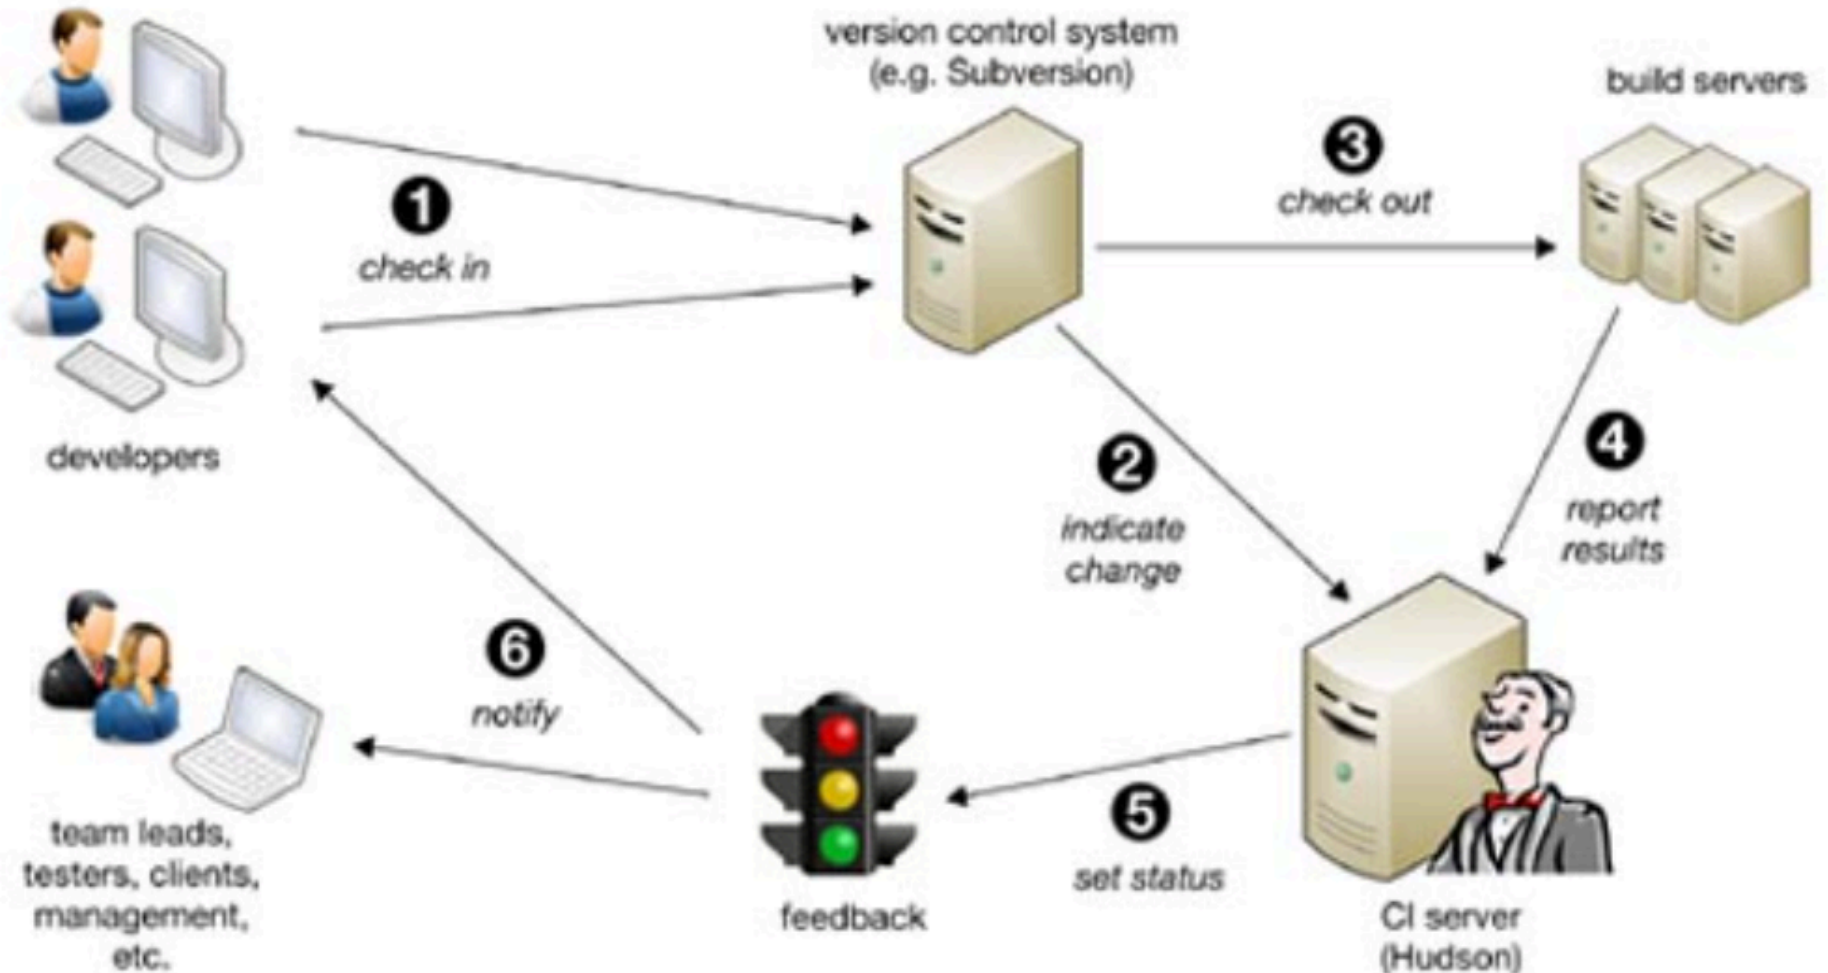 version control system
(e.g. Subversion)
build servers
1
check in
3
check out
developers
2
indicate
change
4
report
results
6
notify
team leads,
testers, clients,
management,
etc.
feedback
5
set status
CI server
(Hudson)